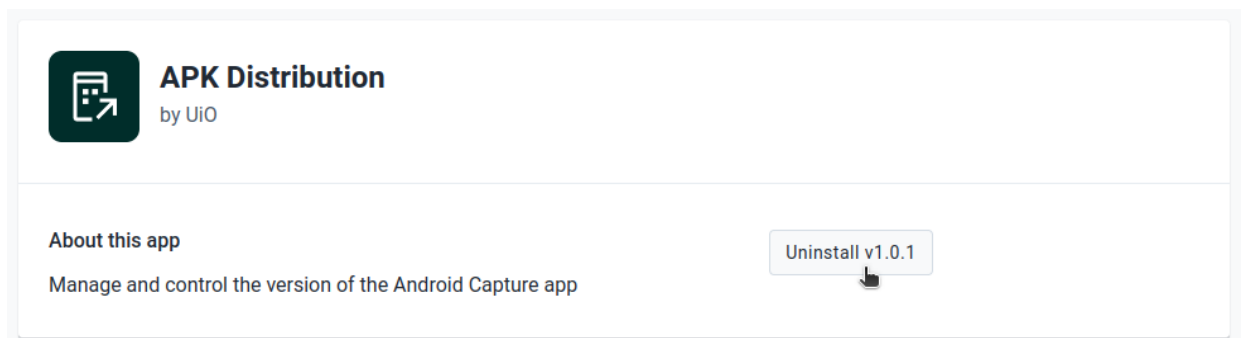 APK Distribution
by UiO
About this app
Uninstall v1.0.1
Manage and control the version of the Android Capture app